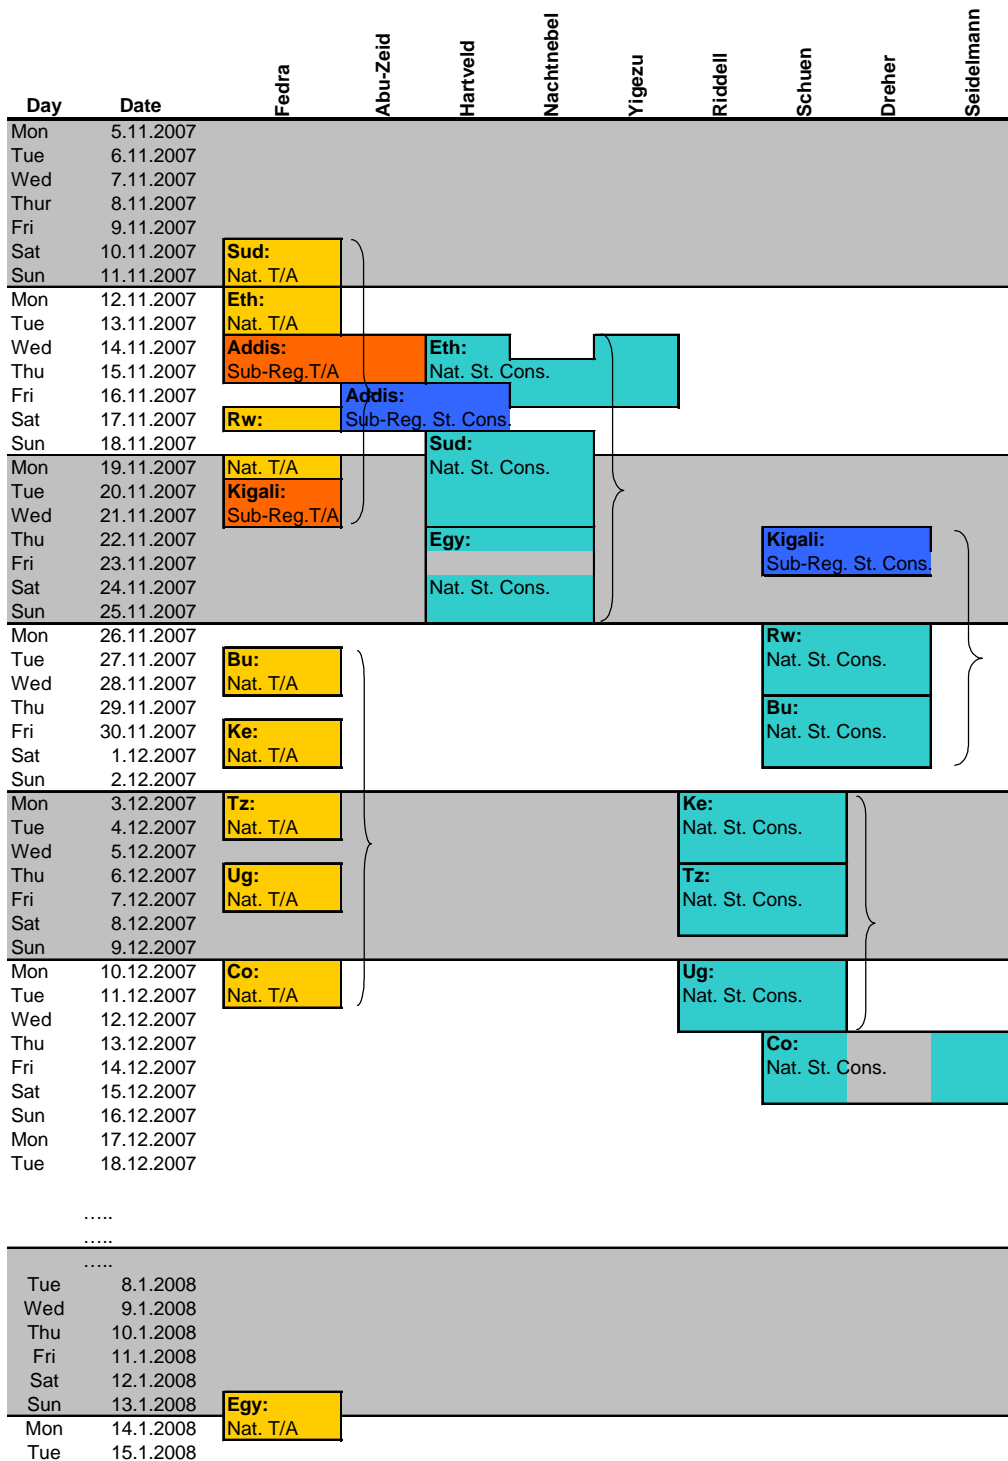 Day Date Fedra Abu-Zeid Hartveld Nachtnebel Yigezu Riddell Schuen Dreher Seidelmann
Mon 5.11.2007
Tue 6.11.2007
Wed 7.11.2007
Thur 8.11.2007
Fri 9.11.2007
Sat 10.11.2007 Sud:
Sun 11.11.2007 Nat. T/A
Mon 12.11.2007 Eth:
Tue 13.11.2007 Nat. T/A
Wed 14.11.2007 Addis: Eth:
Thu 15.11.2007 Sub-Reg.T/A Nat. St. Cons.
Fri 16.11.2007 Addis:
Sat 17.11.2007 Rw: Sub-Reg. St. Cons.
Sun 18.11.2007 Sud:
Mon 19.11.2007 Nat. T/A Nat. St. Cons.
Tue 20.11.2007 Kigali:
Wed 21.11.2007 Sub-Reg.T/A
Thu 22.11.2007 Egy: Kigali:
Fri 23.11.2007 Sub-Reg. St. Cons.
Sat 24.11.2007 Nat. St. Cons.
Sun 25.11.2007
Mon 26.11.2007 Rw:
Tue 27.11.2007 Bu: Nat. St. Cons.
Wed 28.11.2007 Nat. T/A
Thu 29.11.2007 Bu:
Fri 30.11.2007 Ke: Nat. St. Cons.
Sat 1.12.2007 Nat. T/A
Sun 2.12.2007
Mon 3.12.2007 Tz: Ke:
Tue 4.12.2007 Nat. T/A Nat. St. Cons.
Wed 5.12.2007
Thu 6.12.2007 Ug: Tz:
Fri 7.12.2007 Nat. T/A Nat. St. Cons.
Sat 8.12.2007
Sun 9.12.2007
Mon 10.12.2007 Co: Ug:
Tue 11.12.2007 Nat. T/A Nat. St. Cons.
Wed 12.12.2007
Thu 13.12.2007 Co:
Fri 14.12.2007 Nat. St. Cons.
Sat 15.12.2007
Sun 16.12.2007
Mon 17.12.2007
Tue 18.12.2007
…..
…..
…..
Tue 8.1.2008
Wed 9.1.2008
Thu 10.1.2008
Fri 11.1.2008
Sat 12.1.2008
Sun 13.1.2008 Egy:
Mon 14.1.2008 Nat. T/A
Tue 15.1.2008